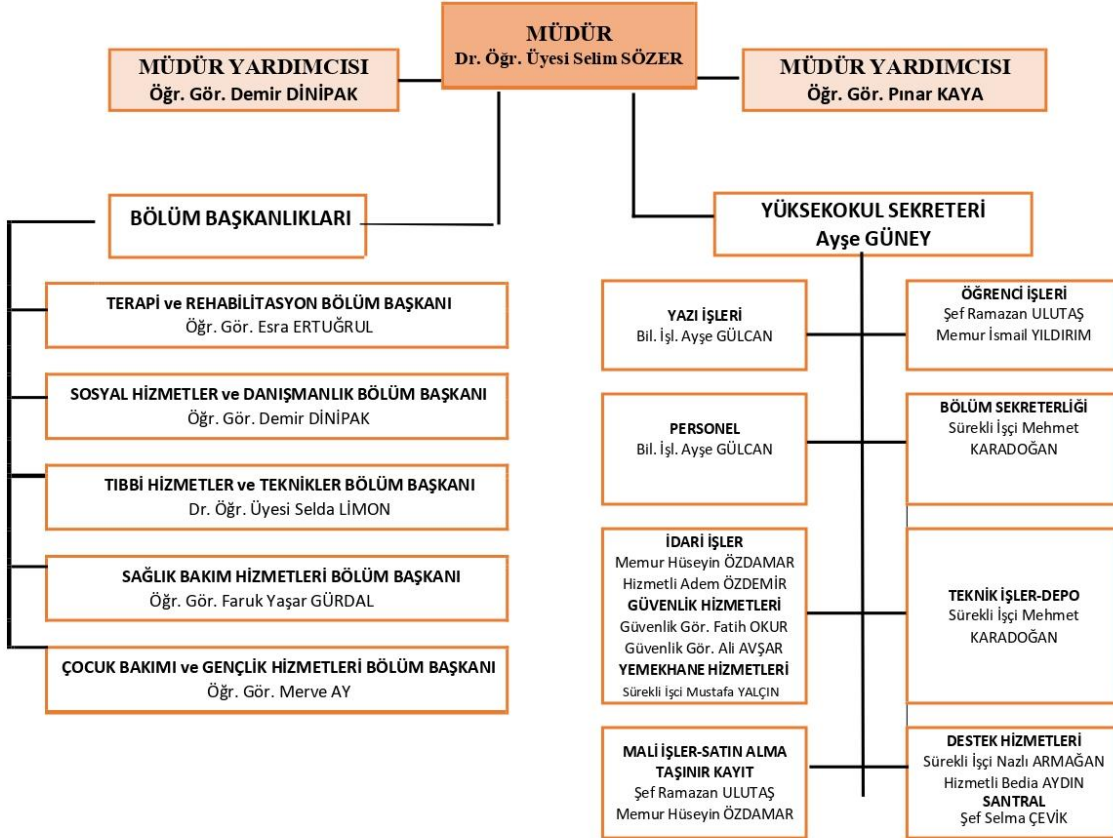 MÜDÜR
Dr. Öğr. Üyesi Selim SÖZER
MÜDÜR YARDIMCISI
Öğr. Gör. Demir DİNİPAK
MÜDÜR YARDIMCISI
Öğr. Gör. Pınar KAYA
BÖLÜM BAŞKANLIKLARI
TERAPİ ve REHABİLİTASYON BÖLÜM BAŞKANI
Öğr. Gör. Esra ERTUĞRUL
SOSYAL HİZMETLER ve DANIŞMANLIK BÖLÜM BAŞKANI
Öğr. Gör. Demir DİNİPAK
TIBBİ HİZMETLER ve TEKNİKLER BÖLÜM BAŞKANI
Dr. Öğr. Üyesi Selda LİMON
SAĞLIK BAKIM HİZMETLERİ BÖLÜM BAŞKANI
Öğr. Gör. Faruk Yaşar GÜRDAL
ÇOCUK BAKIMI ve GENÇLİK HİZMETLERİ BÖLÜM BAŞKANI
Öğr. Gör. Merve AY
YÜKSEKOKUL SEKRETERİ
Ayşe GÜNEY
YAZI İŞLERİ
Bil. İşl. Ayşe GÜLCAN
ÖĞRENCİ İŞLERİ
Şef Ramazan ULUTAŞ
Memur İsmail YILDIRIM
PERSONEL
Bil. İşl. Ayşe GÜLCAN
BÖLÜM SEKRETERLİĞİ
Sürekli İşçi Mehmet
KARADOĞAN
İDARİ İŞLER
Memur Hüseyin ÖZDAMAR
Hizmetli Adem ÖZDEMİR
GÜVENLİK HİZMETLERİ
Güvenlik Gör. Fatih OKUR
Güvenlik Gör. Ali AVŞAR
YEMEKHANE HİZMETLERİ
Sürekli İşci Mustafa YALÇIN
TEKNİK İŞLER-DEPO
Sürekli İşçi Mehmet
KARADOĞAN
MALİ İŞLER-SATIN ALMA
TAŞINIR KAYIT
Şef Ramazan ULUTAŞ
Memur Hüseyin ÖZDAMAR
DESTEK HİZMETLERİ
Sürekli İşçi Nazlı ARMAĞAN
Hizmetli Bedia AYDIN
SANTRAL
Şef Selma ÇEVİK